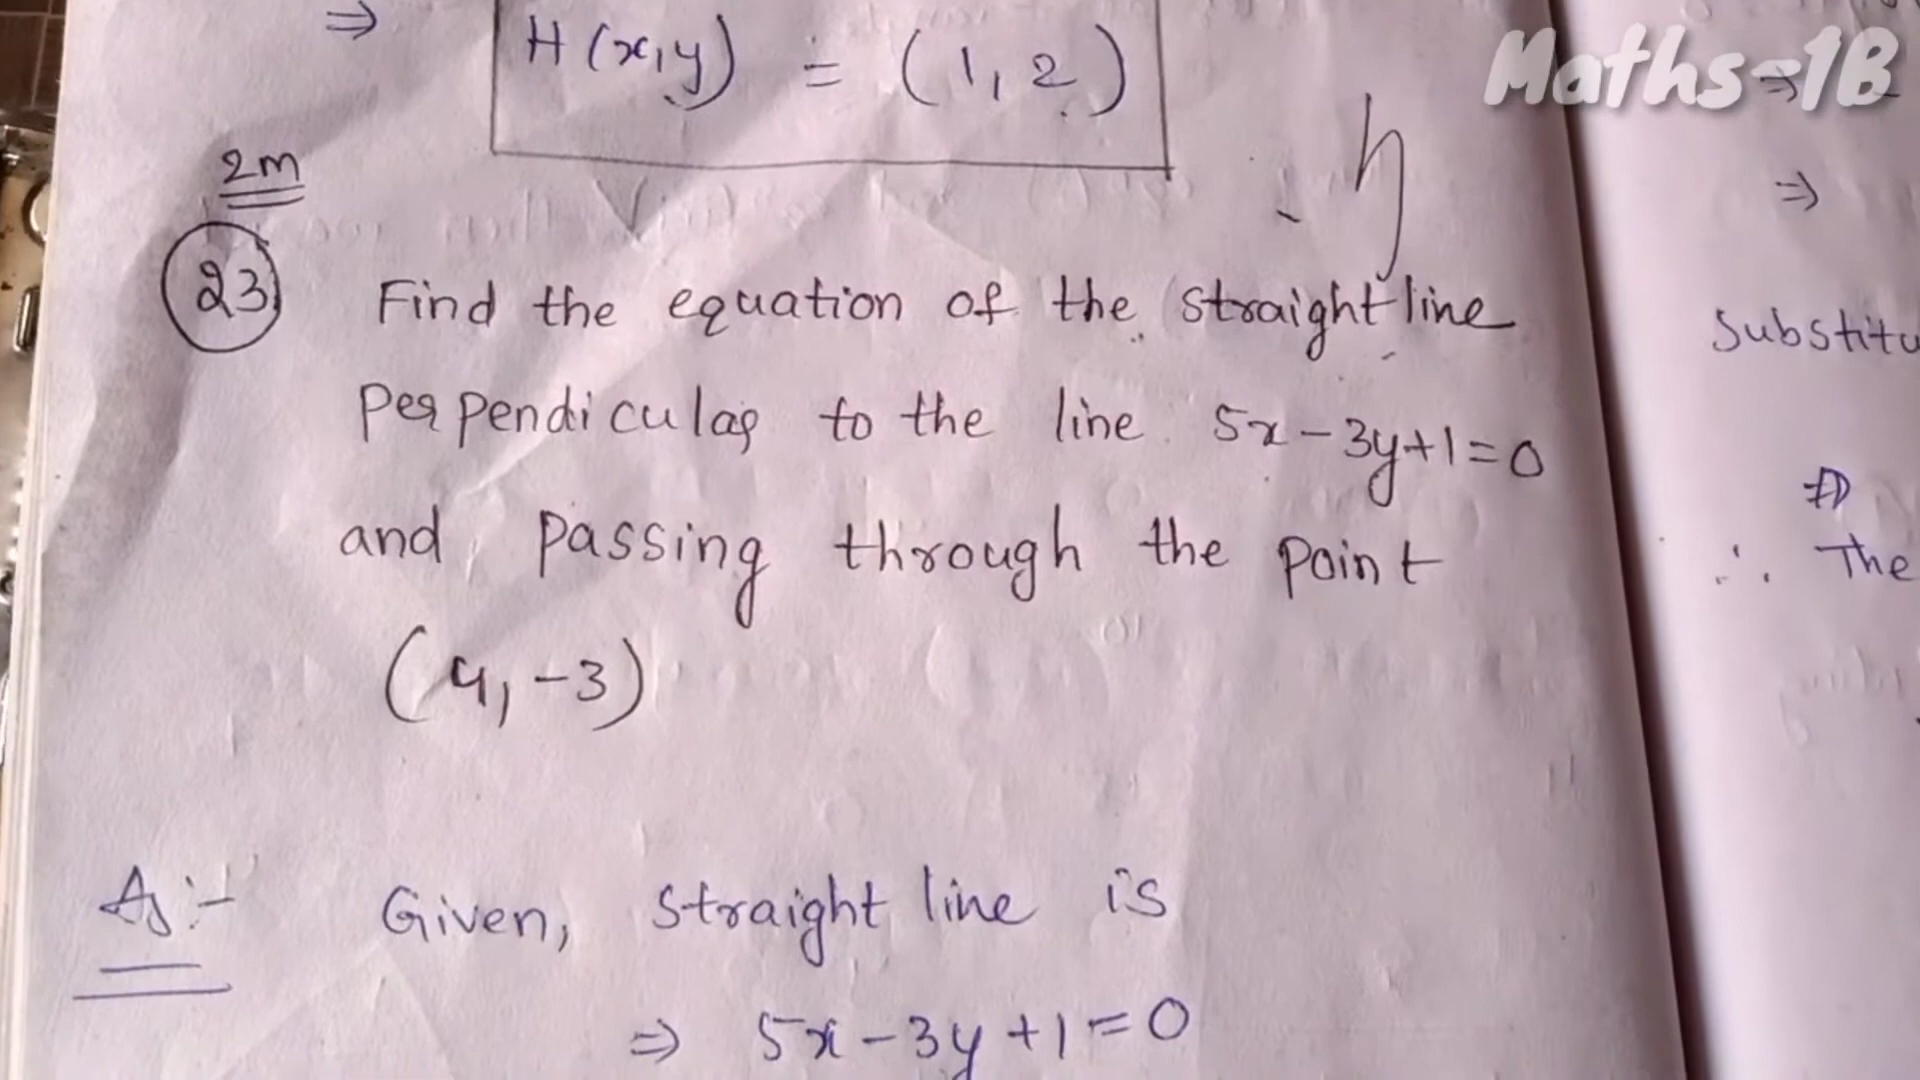 ⇒ H(x,y) = (1,2)
Maths-1B
⇒
2m
⇒
23 Find the equation of the straight line
Perpendicular to the line 5x-3y+1=0
and passing through the point
(4,-3)
Substitu
∴ The
A:- Given, straight line is
⇒ 5x-3y+1=0